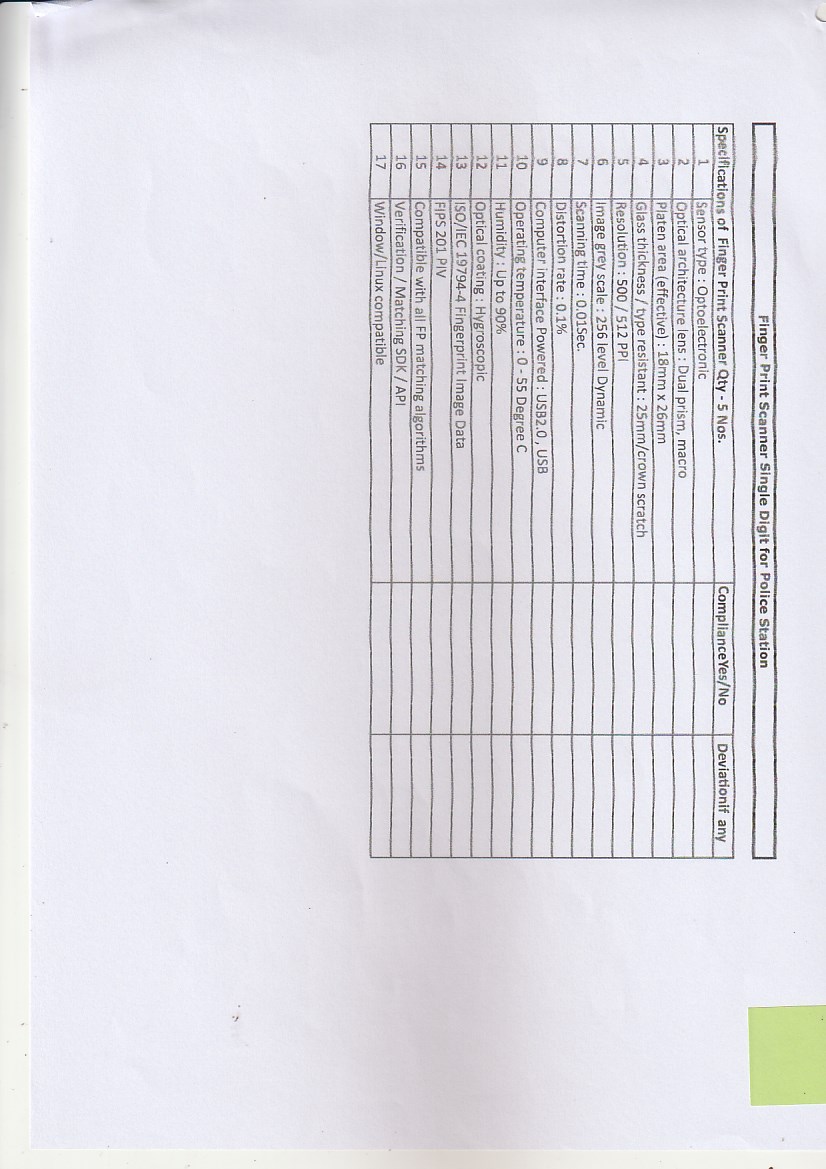 Finger Print Scanner Single Digit for Police Station
Specifications of Finger Print Scanner Qty - 5 Nos. ComplianceYes/No Deviationif any
1 Sensor type : Optoelectronic
2 Optical architecture lens : Dual prism, macro
3 Platen area (effective) : 18mm x 26mm
4 Glass thickness / type resistant : 25mm/crown scratch
5 Resolution : 500 / 512 PPI
6 Image grey scale : 256 level Dynamic
7 Scanning time : 0.01Sec.
8 Distortion rate : 0.1%
9 Computer interface Powered : USB2.0 , USB
10 Operating temperature : 0 - 55 Degree C
11 Humidity : Up to 90%
12 Optical coating : Hygroscopic
13 ISO/IEC 19794-4 Fingerprint Image Data
14 FIPS 201 PIV
15 Compatible with all FP matching algorithms
16 Verification / Matching SDK / API
17 Window/Linux compatible